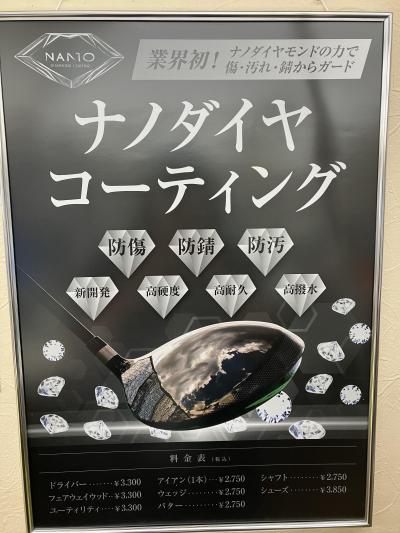 NANO
業界初！
ナノダイヤモンドの力で
傷・汚れ・錆からガード
ナノダイヤ
コーティング
防傷 防錆 防汚
新開発 高硬度 高耐久 高撥水
料金表（税込）
ドライバー……¥3.300
フェアウェイウッド…¥3.300
ユーティリティ……¥3.300
アイアン（1本）…¥2.750
ウェッジ………¥2.750
パター………¥2.750
シャフト………¥2.750
シューズ………¥3.850